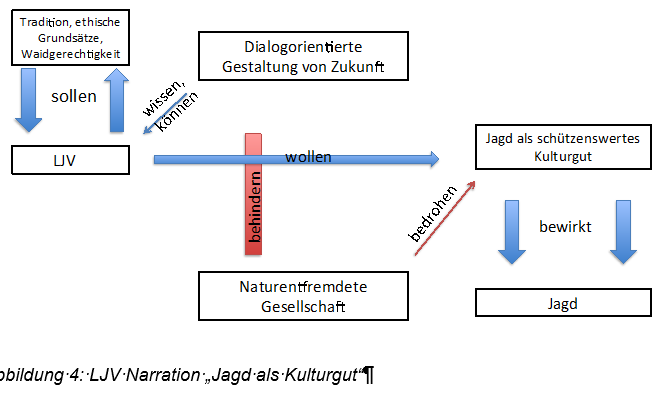 Tradition, ethische
Grundsätze,
Waidgerechtigkeit
Dialogorientierte
Gestaltung von Zukunft
sollen
wissen,
können
LJV
wollen
Jagd als schützenswertes
Kulturgut
behindern
bedrohen
bewirkt
Naturentfremdete
Gesellschaft
Jagd
bbildung·4:·LJV·Narration·„Jagd·als·Kulturgut“¶